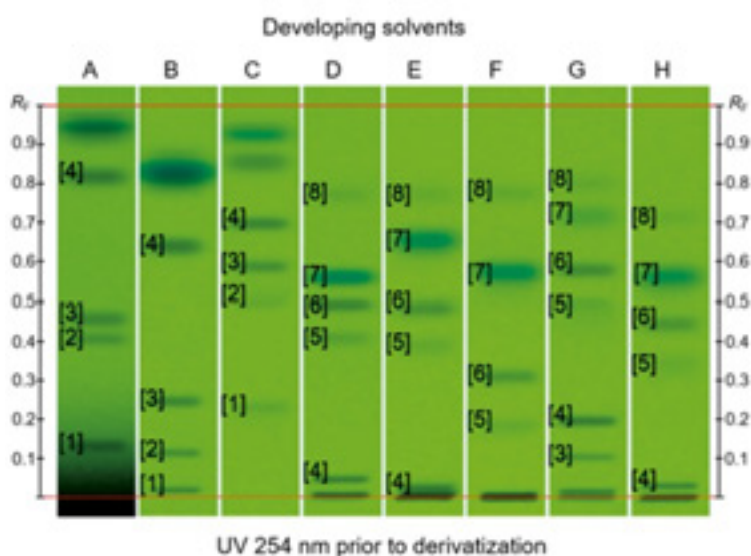 Developing solvents
A B C D E F G H
RF RF
0.9 0.9
[4] [8]
0.8 0.8
[8] [8] [8] [7] [8]
0.7 0.7
[4] [4] [7]
0.6 0.6
[3] [7] [7] [6] [7]
0.5 0.5
[3] [2] [6] [6] [5] [6]
0.4 0.4
[2] [5] [5] [5]
0.3 0.3
[3] [6]
0.2 0.2
[1] [5] [4]
0.1 0.1
[1] [2] [3]
[1] [4] [4] [4]
UV 254 nm prior to derivatization